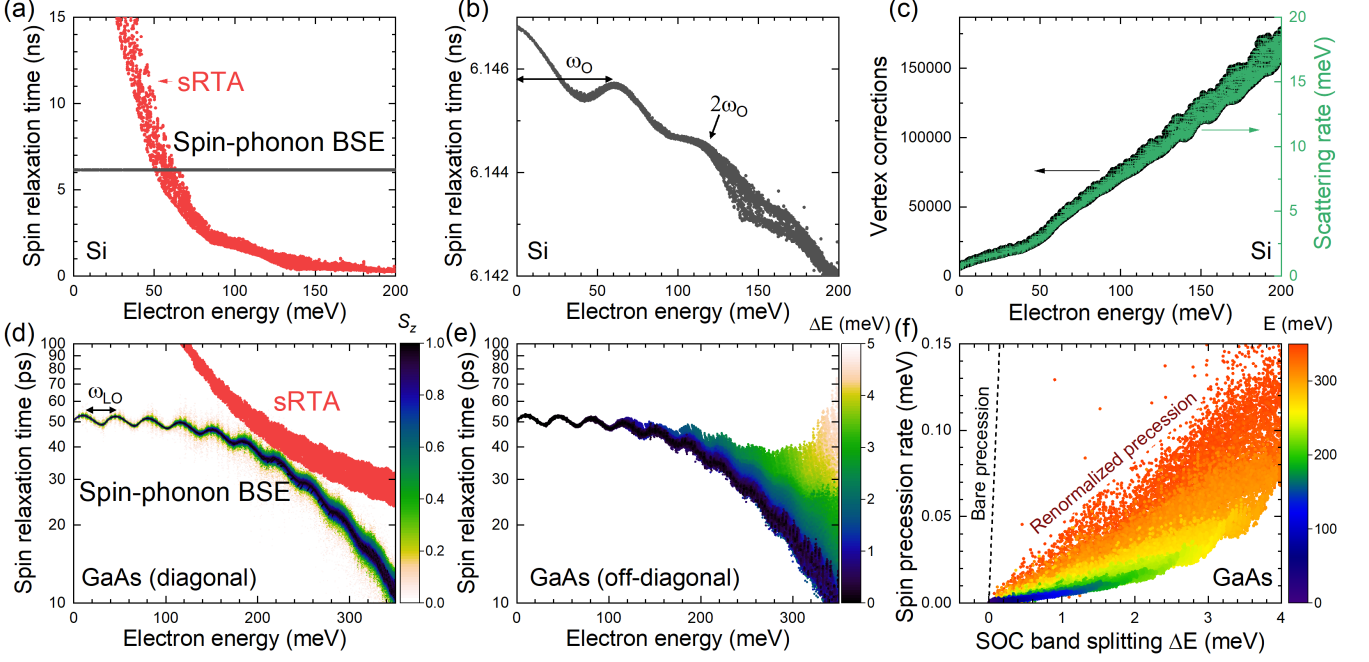 (a)
15
10
5
0
Spin relaxation time (ns)
sRTA
Spin-phonon BSE
Si
0 50 100 150 200
Electron energy (meV)
(b)
6.146
6.144
6.142
Spin relaxation time (ns)
ωO
2ωO
Si
0 50 100 150 200
Electron energy (meV)
(c)
150000
100000
50000
0
Vertex corrections
20
15
10
5
0
Scattering rate (meV)
Si
0 50 100 150 200
Electron energy (meV)
(d)
100
90
80
70
60
50
40
30
20
10
Spin relaxation time (ps)
ωLO
sRTA
Spin-phonon BSE
GaAs (diagonal)
0 100 200 300
Electron energy (meV)
Sz
1.0
0.8
0.6
0.4
0.2
0.0
(e)
100
90
80
70
60
50
40
30
20
10
Spin relaxation time (ps)
GaAs (off-diagonal)
0 100 200 300
Electron energy (meV)
ΔE (meV)
5
4
3
2
1
0
(f)
0.15
0.10
0.05
0.00
Spin precession rate (meV)
Bare precession
Renormalized precession
GaAs
0 1 2 3 4
SOC band splitting ΔE (meV)
E (meV)
300
200
100
0